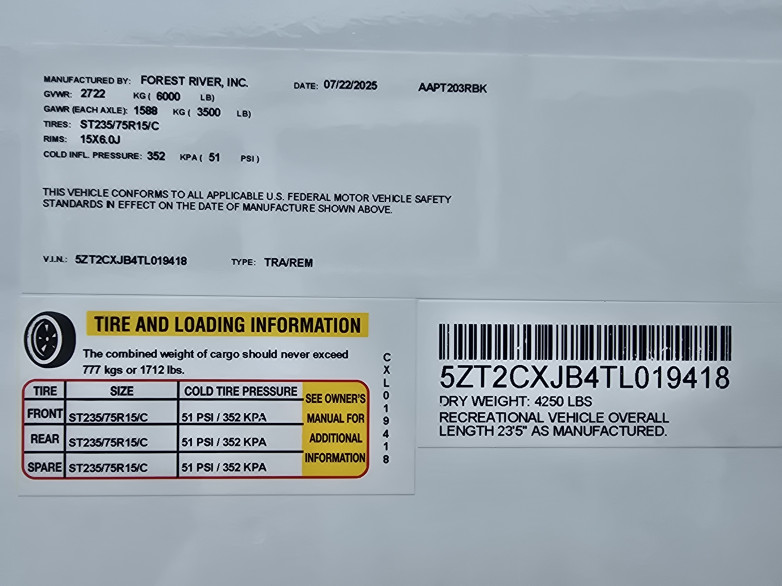 MANUFACTURED BY: FOREST RIVER, INC. DATE: 07/22/2025 AAPT203RBK
GVWR: 2722 KG ( 6000 LB)
GAWR (EACH AXLE): 1588 KG ( 3500 LB)
TIRES: ST235/75R15/C
RIMS: 15X6.0J
COLD INFL. PRESSURE: 352 KPA ( 51 PSI )
THIS VEHICLE CONFORMS TO ALL APPLICABLE U.S. FEDERAL MOTOR VEHICLE SAFETY
STANDARDS IN EFFECT ON THE DATE OF MANUFACTURE SHOWN ABOVE.
V.I.N.: 5ZT2CXJB4TL019418 TYPE: TRA/REM
TIRE AND LOADING INFORMATION
The combined weight of cargo should never exceed
777 kgs or 1712 lbs.
TIRE SIZE COLD TIRE PRESSURE
FRONT ST235/75R15/C 51 PSI / 352 KPA
REAR ST235/75R15/C 51 PSI / 352 KPA
SPARE ST235/75R15/C 51 PSI / 352 KPA
SEE OWNER'S
MANUAL FOR
ADDITIONAL
INFORMATION
CXL019418
5ZT2CXJB4TL019418
DRY WEIGHT: 4250 LBS
RECREATIONAL VEHICLE OVERALL
LENGTH 23'5" AS MANUFACTURED.